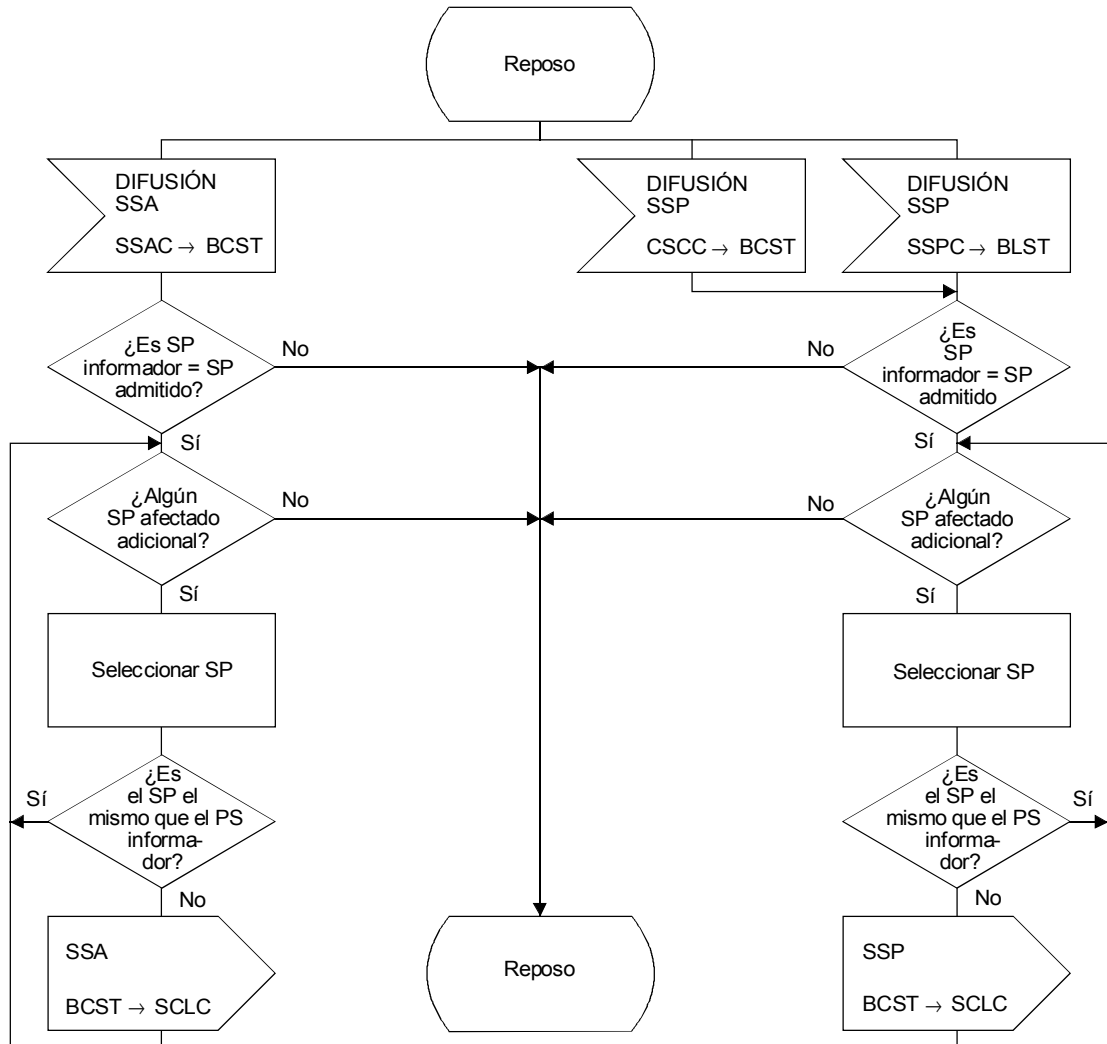 Reposo
DIFUSIÓN
SSA
SSAC → BCST
DIFUSIÓN
SSP
CSCC → BCST
DIFUSIÓN
SSP
SSPC → BLST
¿Es SP
informador = SP
admitido?
No
No
¿Es
SP
informador = SP
admitido
Sí
Sí
¿Algún
SP afectado
adicional?
No
No
¿Algún
SP afectado
adicional?
Sí
Sí
Seleccionar SP
Seleccionar SP
Sí
¿Es
el SP el
mismo que el PS
informa-
dor?
¿Es
el SP el
mismo que el PS
informa-
dor?
Sí
No
No
SSA
BCST → SCLC
Reposo
SSP
BCST → SCLC